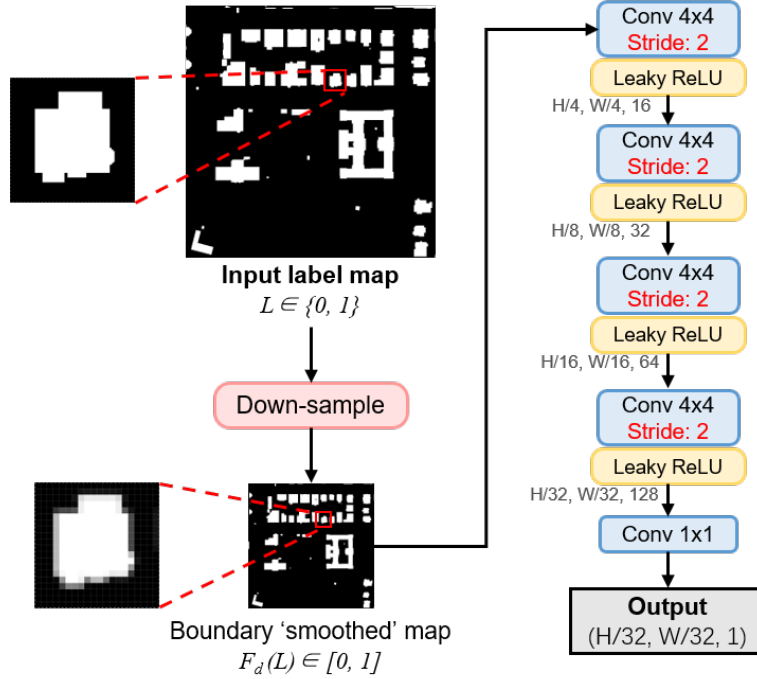 Input label map
L ∈ {0, 1}
Down-sample
Boundary ‘smoothed’ map
F_d(L) ∈ [0, 1]
Conv 4x4
Stride: 2
Leaky ReLU
H/4, W/4, 16
Conv 4x4
Stride: 2
Leaky ReLU
H/8, W/8, 32
Conv 4x4
Stride: 2
Leaky ReLU
H/16, W/16, 64
Conv 4x4
Stride: 2
Leaky ReLU
H/32, W/32, 128
Conv 1x1
Output
(H/32, W/32, 1)